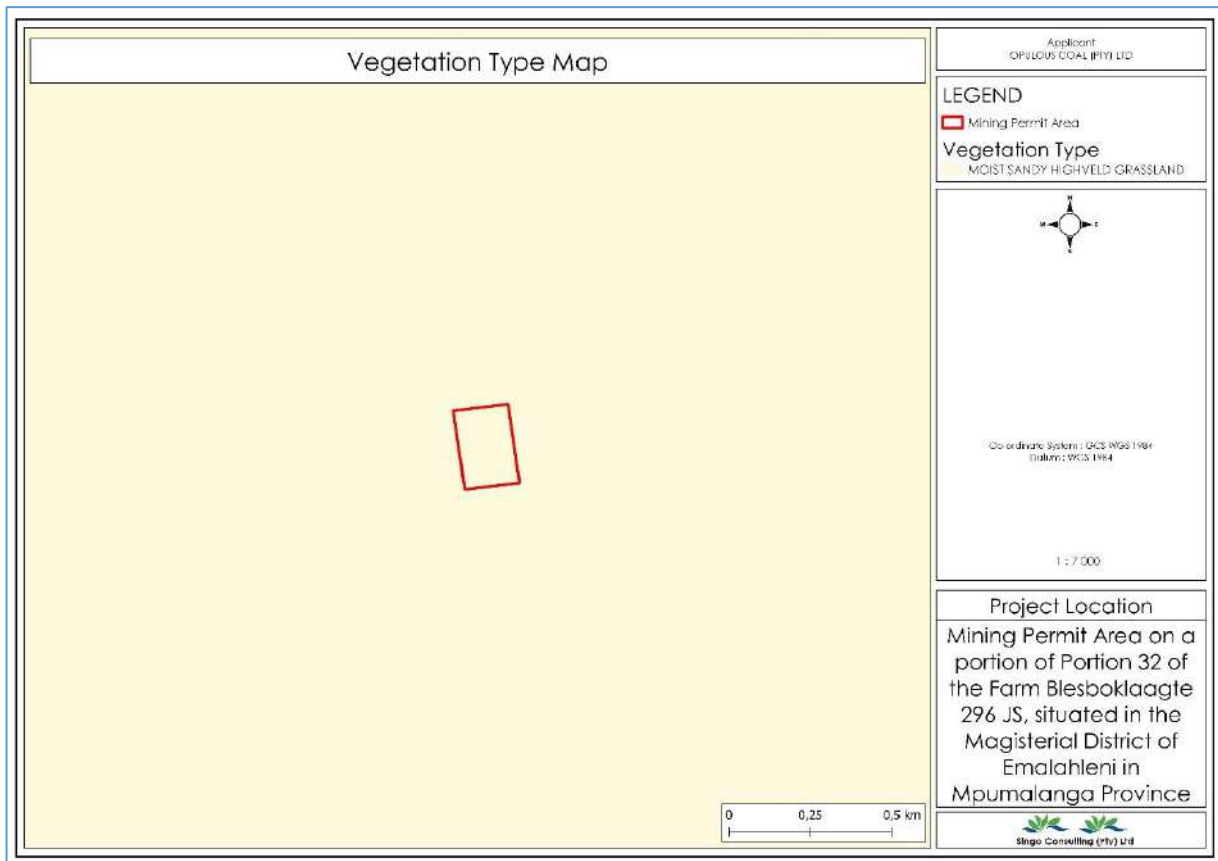 Vegetation Type Map
Applicant
OPULOUS COAL (PTY) LTD
LEGEND
Mining Permit Area
Vegetation Type
MOIST SANDY HIGHVELD GRASSLAND
N
E
S
Co-ordinate System : GCS WGS 1984
Datum : WGS 1984
1 : 7 000
Project Location
Mining Permit Area on a
portion of Portion 32 of
the Farm Blesboklaagte
296 JS, situated in the
Magisterial District of
Emalahleni in
Mpumalanga Province
0 0,25 0,5 km
Singo Consulting (Pty) Ltd